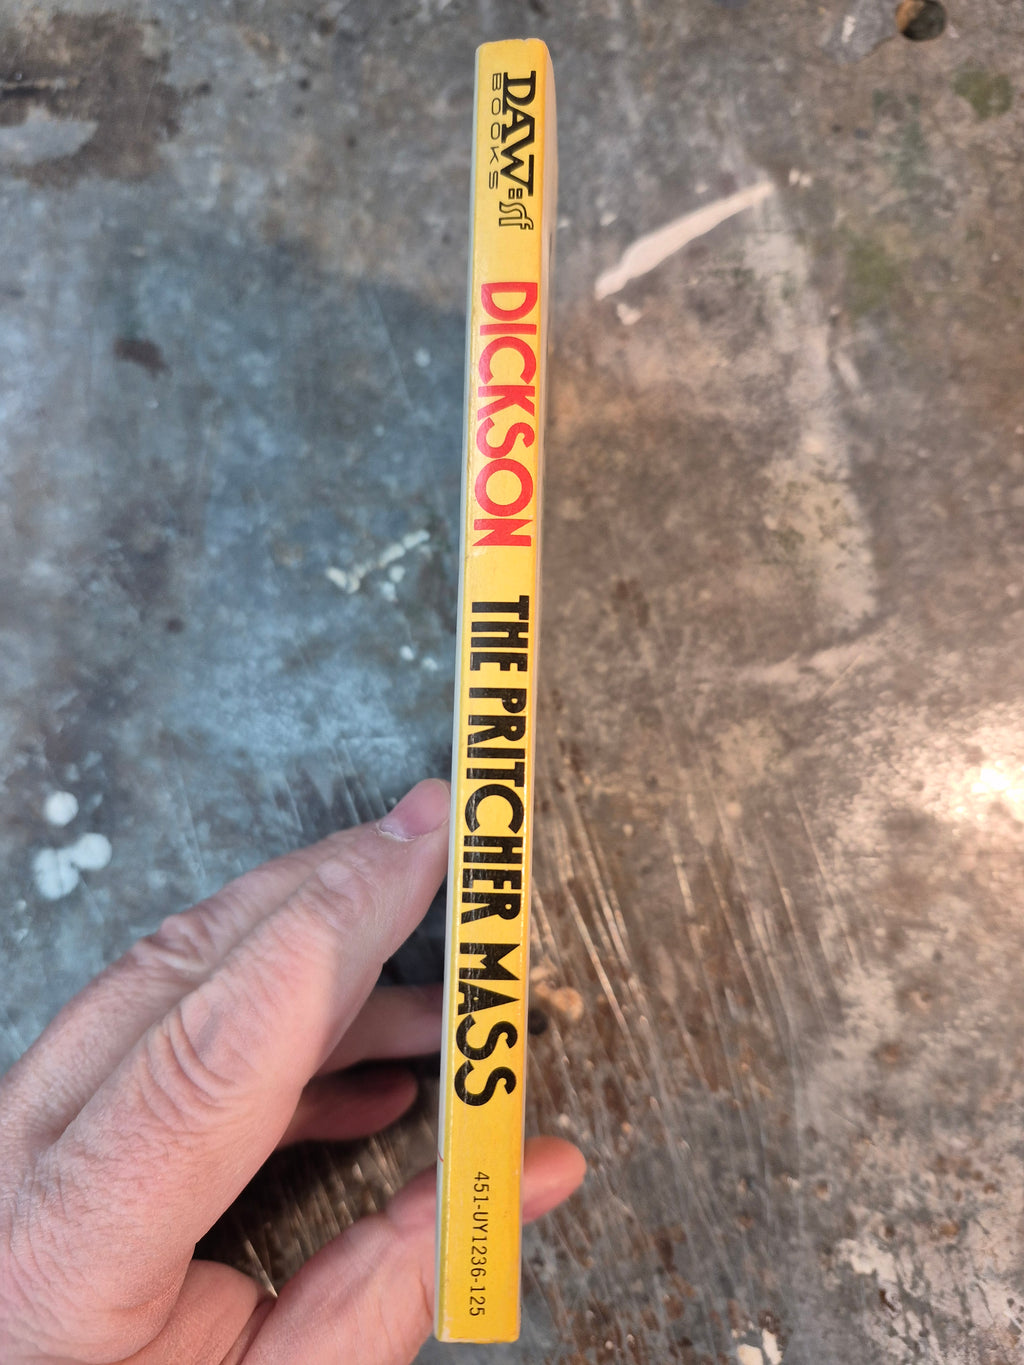 DAW sf
BOOKS
DICKSON
THE PRITCHER MASS
451-UY1236-125